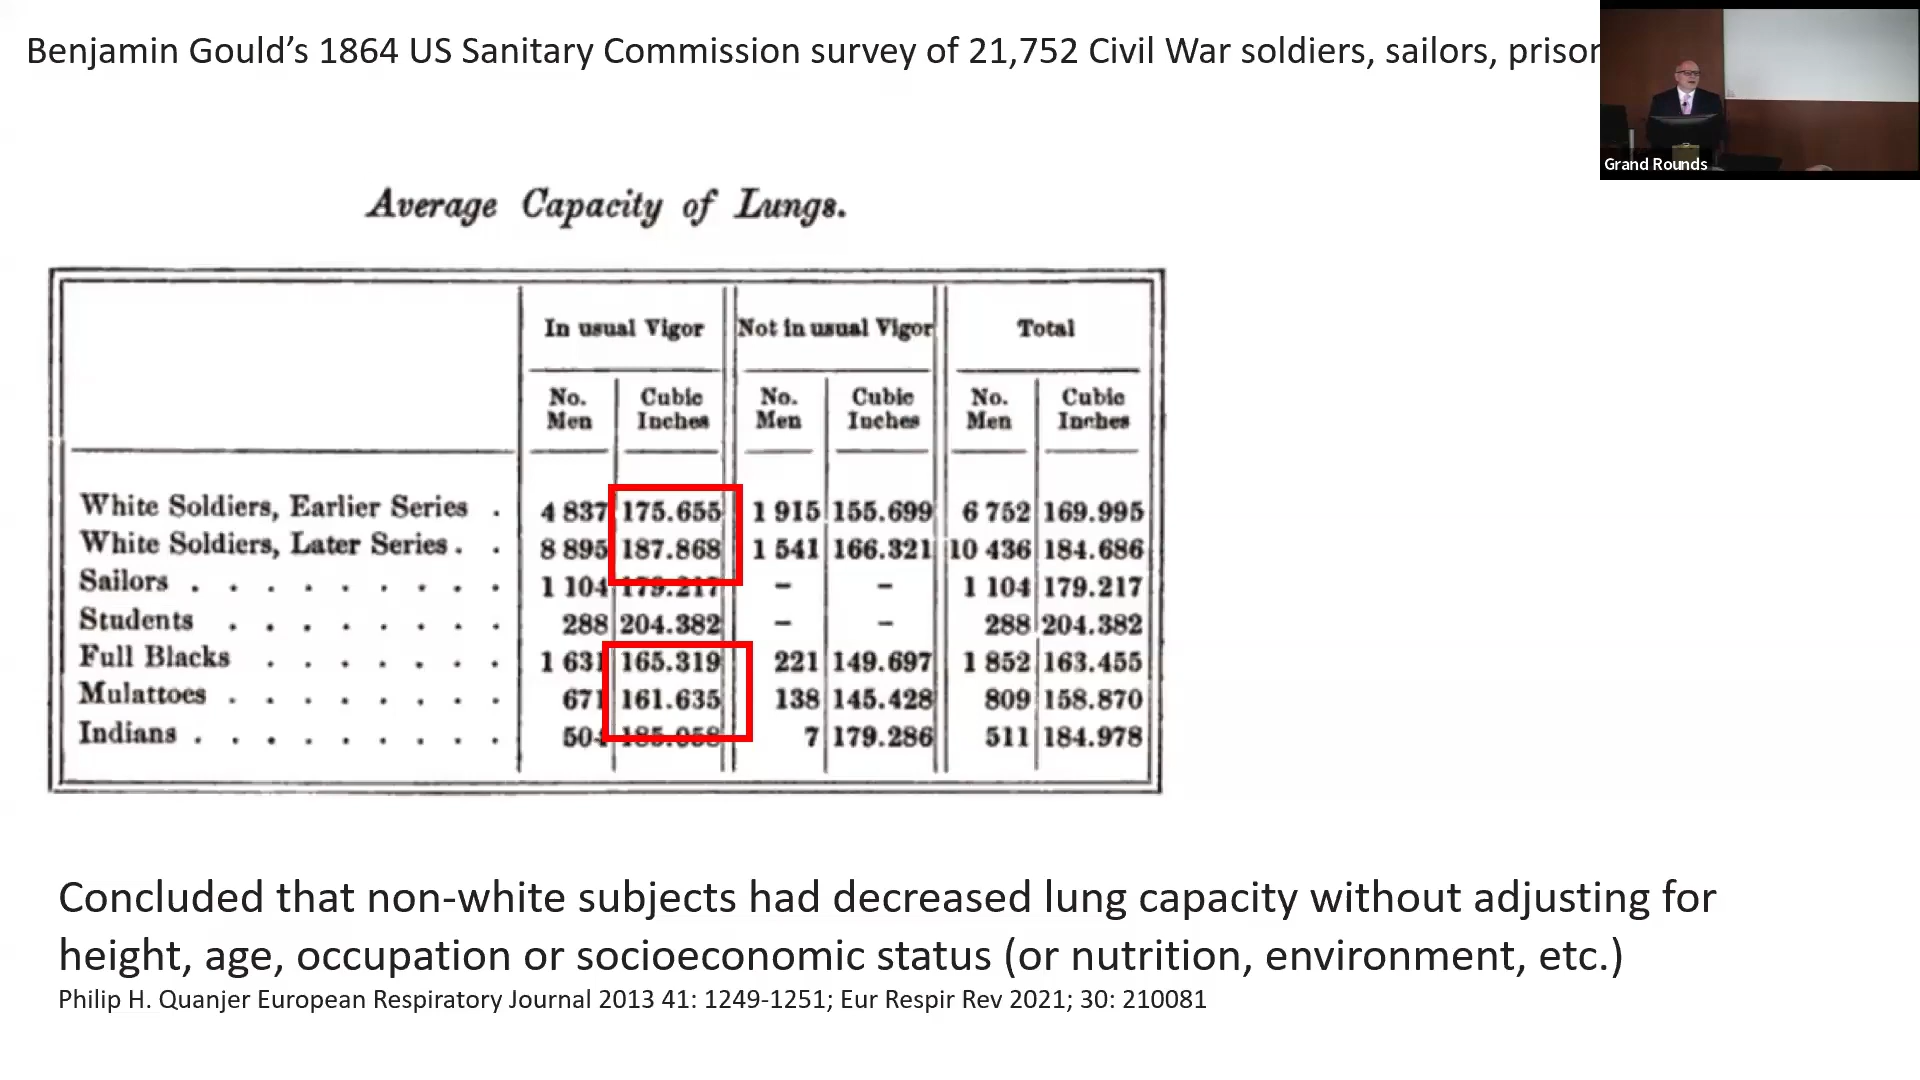 Benjamin Gould’s 1864 US Sanitary Commission survey of 21,752 Civil War soldiers, sailors,
Grand Rounds
Average Capacity of Lungs.
In usual Vigor Not in usual Vigor Total
No. Men Cubic Inches No. Men Cubic Inches No. Men Cubic Inches
White Soldiers, Earlier Series . 4 837 175.655 1 915 155.699 6 752 169.995
White Soldiers, Later Series . . 8 895 187.868 1 541 166.321 10 436 184.686
Sailors . . . . . . . . . 1 104 179.217 – – 1 104 179.217
Students . . . . . . . . 288 204.382 – – 288 204.382
Full Blacks . . . . . . . 1 631 165.319 221 149.697 1 852 163.455
Mulattoes . . . . . . . . 671 161.635 138 145.428 809 158.870
Indians . . . . . . . . . 504 185.058 7 179.286 511 184.978
Concluded that non-white subjects had decreased lung capacity without adjusting for
height, age, occupation or socioeconomic status (or nutrition, environment, etc.)
Philip H. Quanjer European Respiratory Journal 2013 41: 1249-1251; Eur Respir Rev 2021; 30: 210081